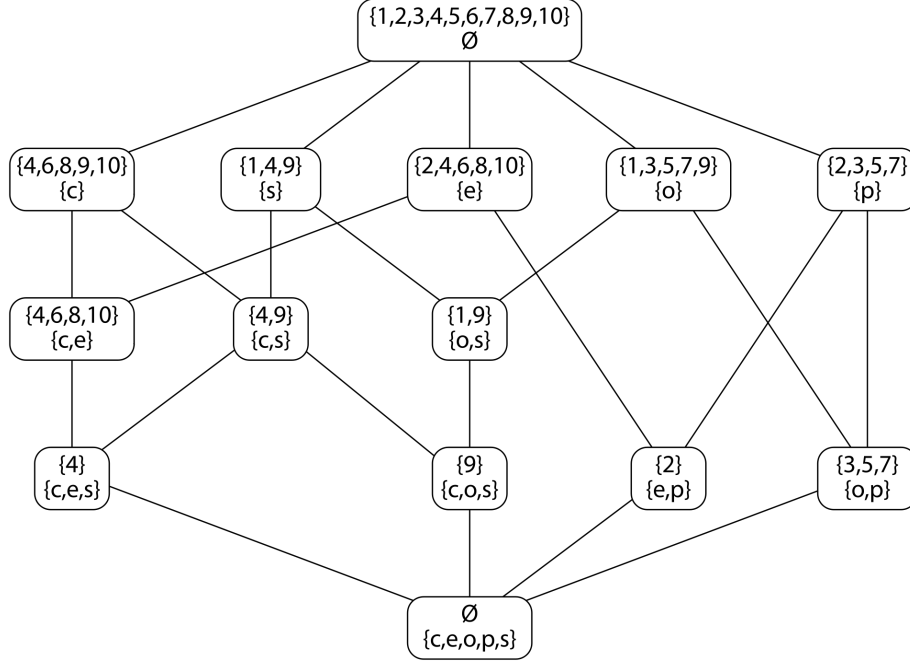 {1,2,3,4,5,6,7,8,9,10}
Ø
{4,6,8,9,10}
{c}
{1,4,9}
{s}
{2,4,6,8,10}
{e}
{1,3,5,7,9}
{o}
{2,3,5,7}
{p}
{4,6,8,10}
{c,e}
{4,9}
{c,s}
{1,9}
{o,s}
{4}
{c,e,s}
{9}
{c,o,s}
{2}
{e,p}
{3,5,7}
{o,p}
Ø
{c,e,o,p,s}